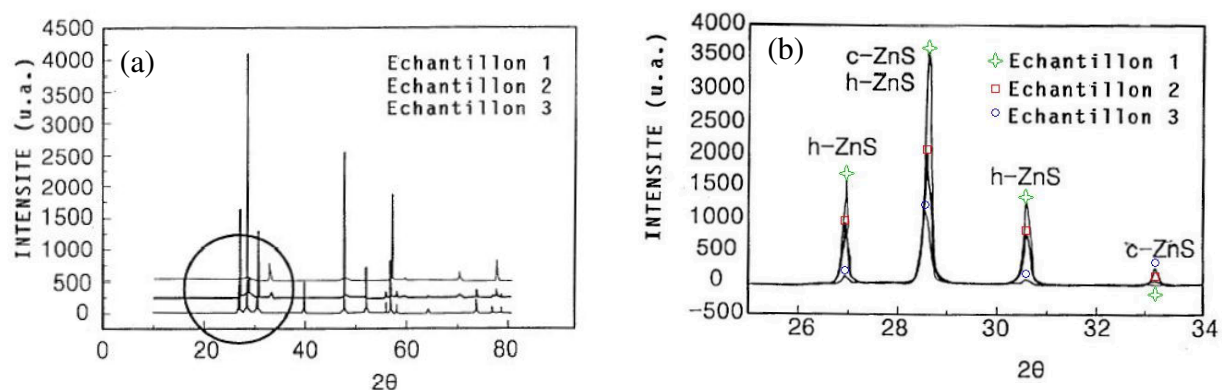 (a)
INTENSITE (u.a.)
4500
4000
3500
3000
2500
2000
1500
1000
500
0
Echantillon 1
Echantillon 2
Echantillon 3
0 20 40 60 80
2θ
(b)
INTENSITE (u.a.)
4000
3500
3000
2500
2000
1500
1000
500
0
-500
c-ZnS
h-ZnS
Echantillon 1
Echantillon 2
Echantillon 3
h-ZnS
h-ZnS
c-ZnS
26 28 30 32 34
2θ